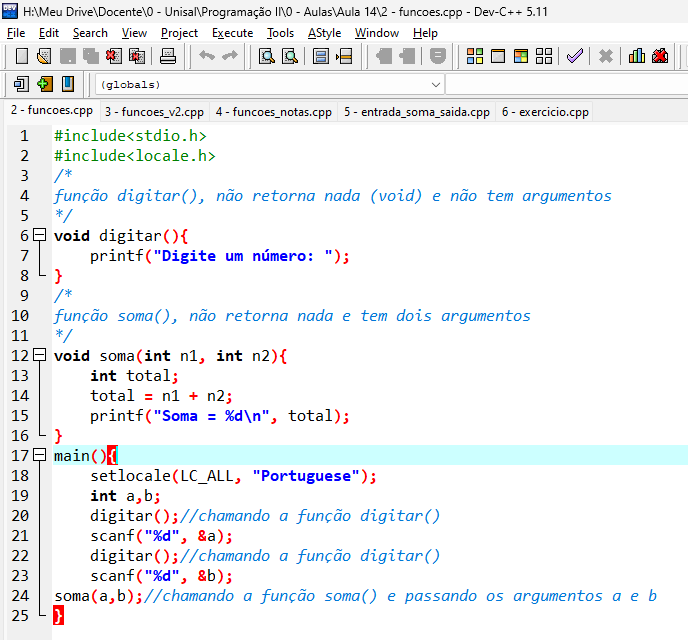 H:\Meu Drive\Docente\0 - Unisal\Programação II\0 - Aulas\Aula 14\2 - funcoes.cpp - Dev-C++ 5.11
File Edit Search View Project Execute Tools AStyle Window Help
(globals)
2 - funcoes.cpp 3 - funcoes_v2.cpp 4 - funcoes_notas.cpp 5 - entrada_soma_saida.cpp 6 - exercicio.cpp
1 #include<stdio.h>
2 #include<locale.h>
3 /*
4 função digitar(), não retorna nada (void) e não tem argumentos
5 */
6 void digitar(){
7 printf("Digite um número: ");
8 }
9 /*
10 função soma(), não retorna nada e tem dois argumentos
11 */
12 void soma(int n1, int n2){
13 int total;
14 total = n1 + n2;
15 printf("Soma = %d\n", total);
16 }
17 main(){
18 setlocale(LC_ALL, "Portuguese");
19 int a,b;
20 digitar();//chamando a função digitar()
21 scanf("%d", &a);
22 digitar();//chamando a função digitar()
23 scanf("%d", &b);
24 soma(a,b);//chamando a função soma() e passando os argumentos a e b
25 }